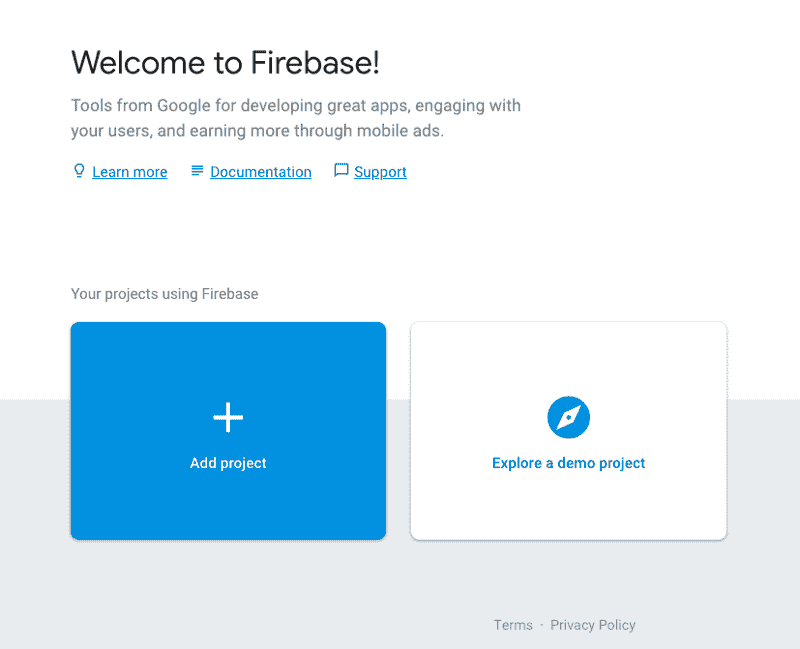 Welcome to Firebase!
Tools from Google for developing great apps, engaging with
your users, and earning more through mobile ads.
Learn more Documentation Support
Your projects using Firebase
Add project
Explore a demo project
Terms · Privacy Policy